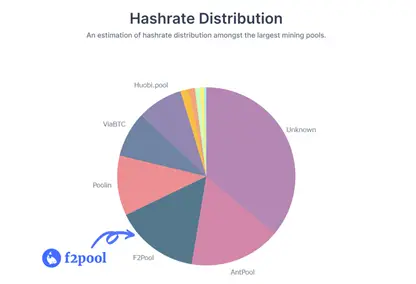 Hashrate Distribution
An estimation of hashrate distribution amongst the largest mining pools.
Huobi.pool
ViaBTC
Unknown
Poolin
f2pool
F2Pool
AntPool